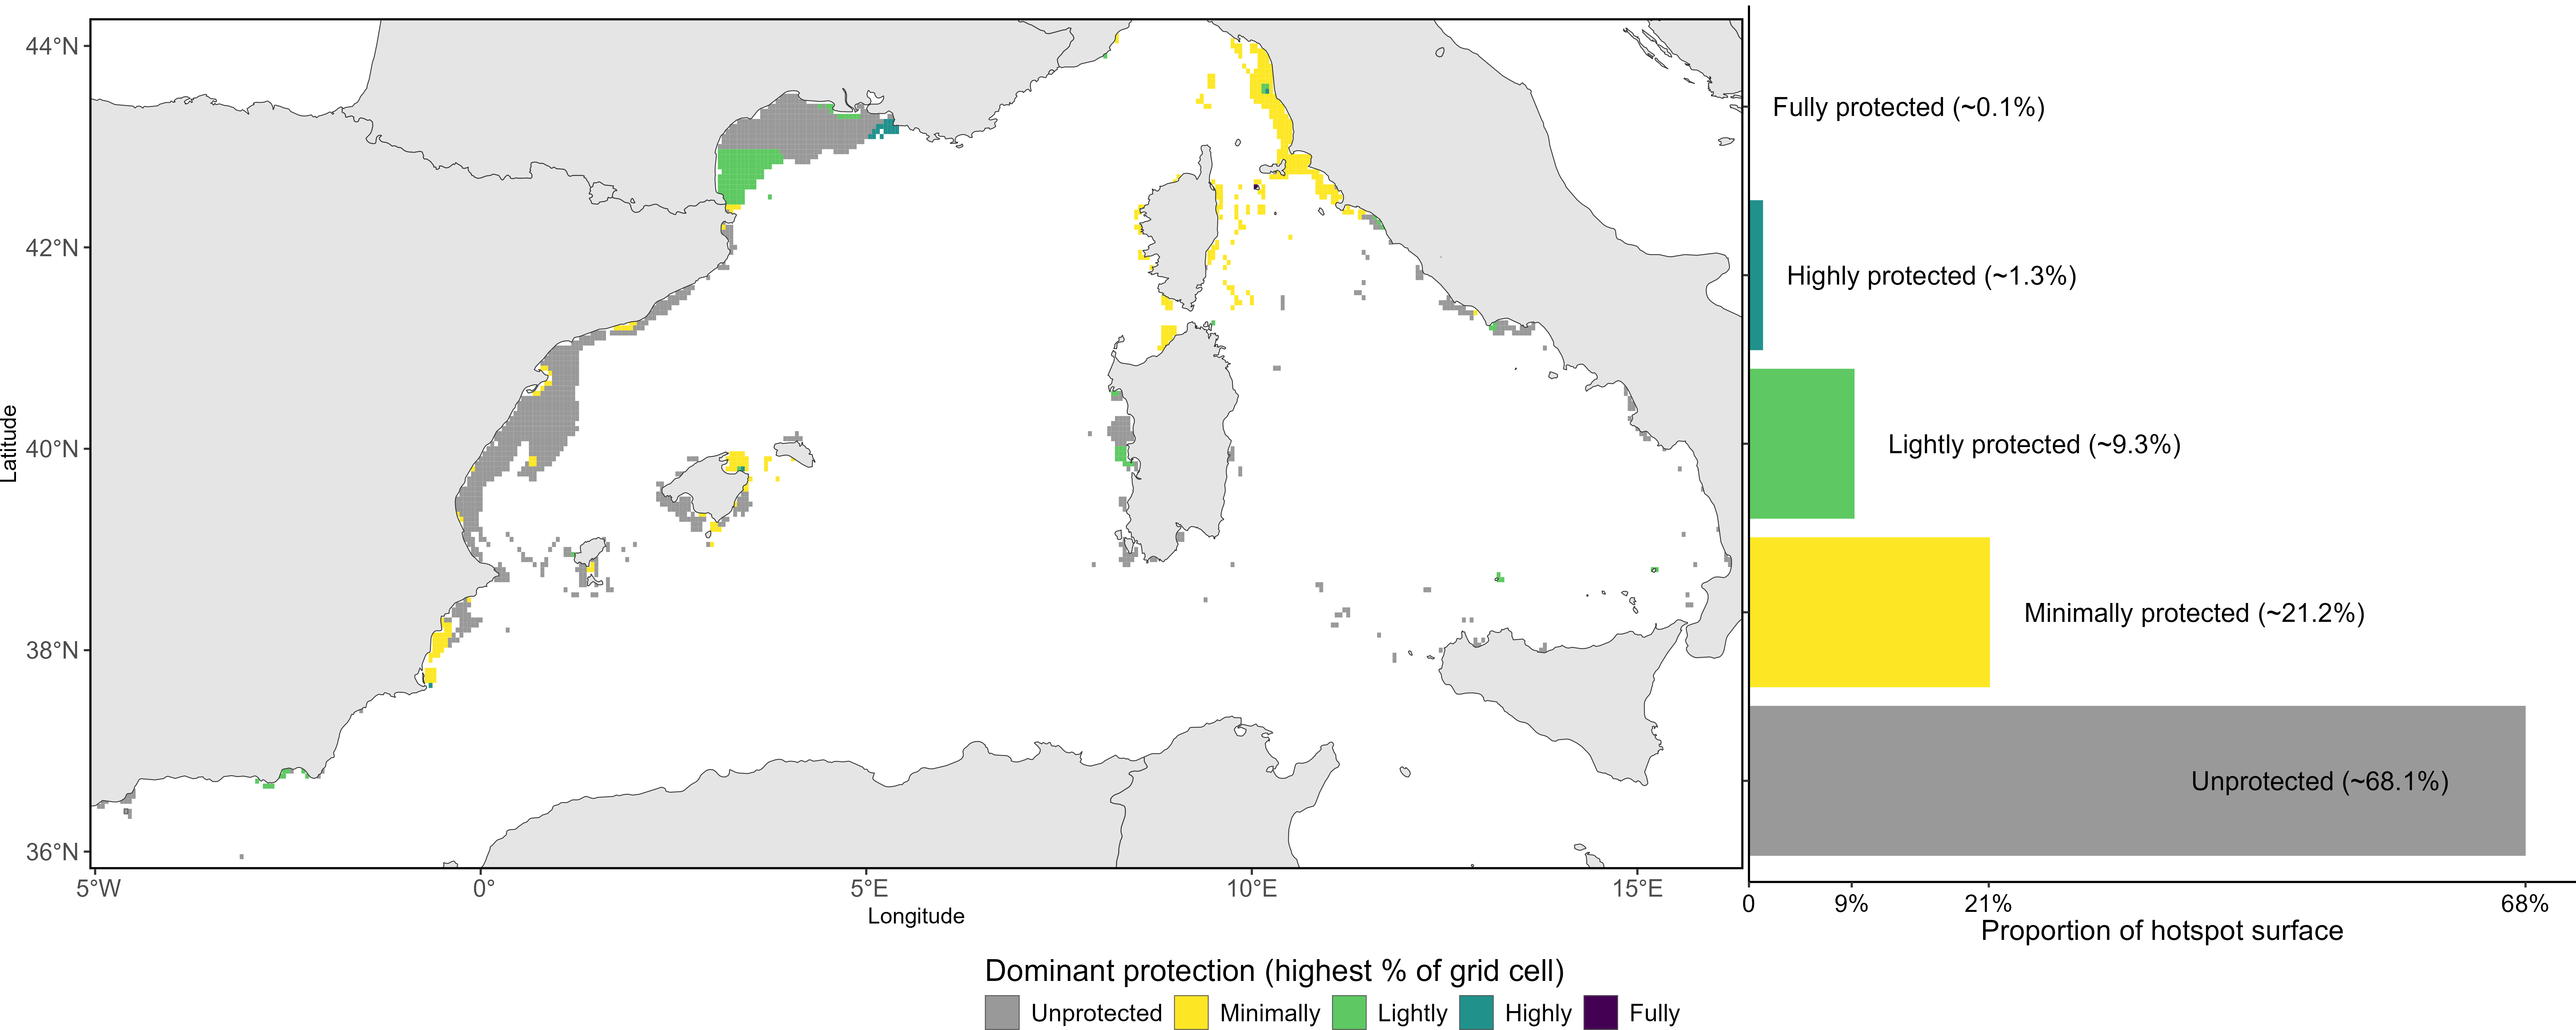 44°N
42°N
40°N
38°N
36°N
Latitude
5°W 0° 5°E 10°E 15°E
Longitude
Fully protected (~0.1%)
Highly protected (~1.3%)
Lightly protected (~9.3%)
Minimally protected (~21.2%)
Unprotected (~68.1%)
0 9% 21% 68%
Proportion of hotspot surface
Dominant protection (highest % of grid cell)
Unprotected Minimally Lightly Highly Fully